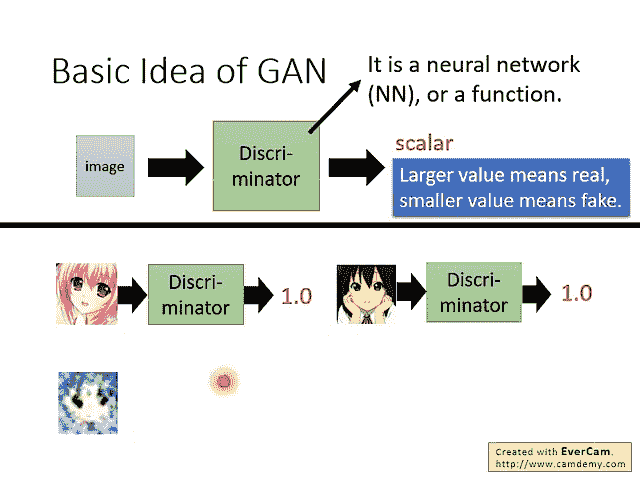 Basic Idea of GAN
It is a neural network
(NN), or a function.
image
Discri-
minator
scalar
Larger value means real,
smaller value means fake.
Discri-
minator
1.0
Discri-
minator
1.0
Created with EverCam.
http://www.camdemy.com